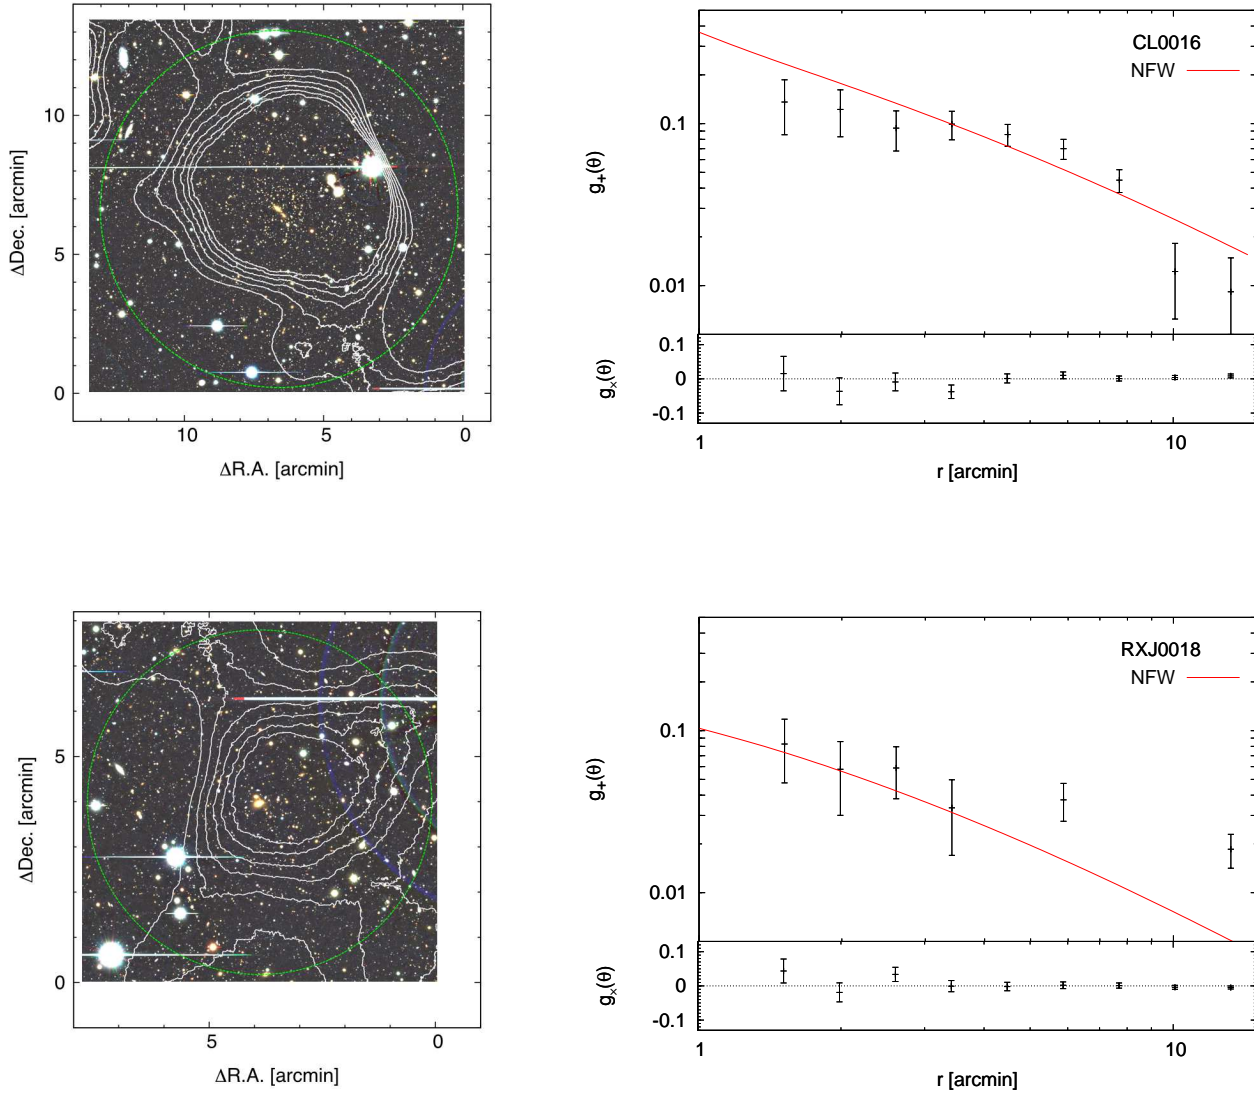 10
5
0
ΔDec. [arcmin]
10
5
0
ΔR.A. [arcmin]
CL0016
NFW
0.1
0.01
g+(θ)
0.1
0
-0.1
g×(θ)
1
10
r [arcmin]
5
0
ΔDec. [arcmin]
5
0
ΔR.A. [arcmin]
RXJ0018
NFW
0.1
0.01
g+(θ)
0.1
0
-0.1
g×(θ)
1
10
r [arcmin]